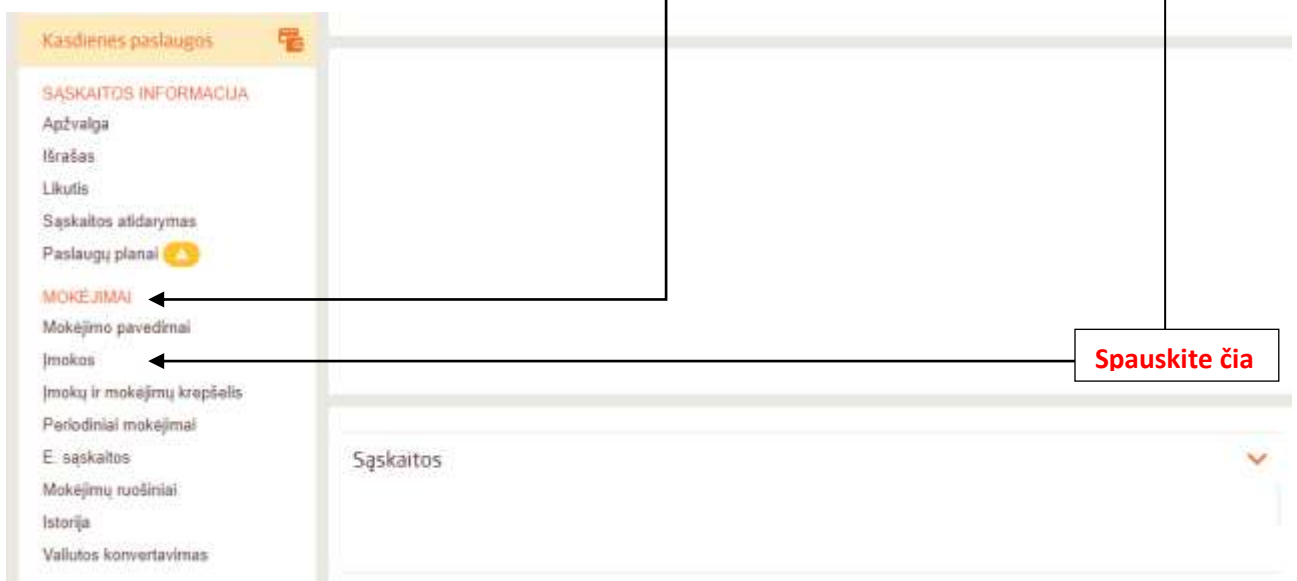 Kasdienės paslaugos
SĄSKAITOS INFORMACIJA
Apžvalga
Išrašas
Likutis
Sąskaitos atidarymas
Paslaugų planai
MOKĖJIMAI
Mokėjimo pavedimai
Įmokos
Spauskite čia
Įmokų ir mokėjimų krepšelis
Periodiniai mokėjimai
E. sąskaitos
Sąskaitos
Mokėjimų ruošiniai
Istorija
Valiutos konvertavimas